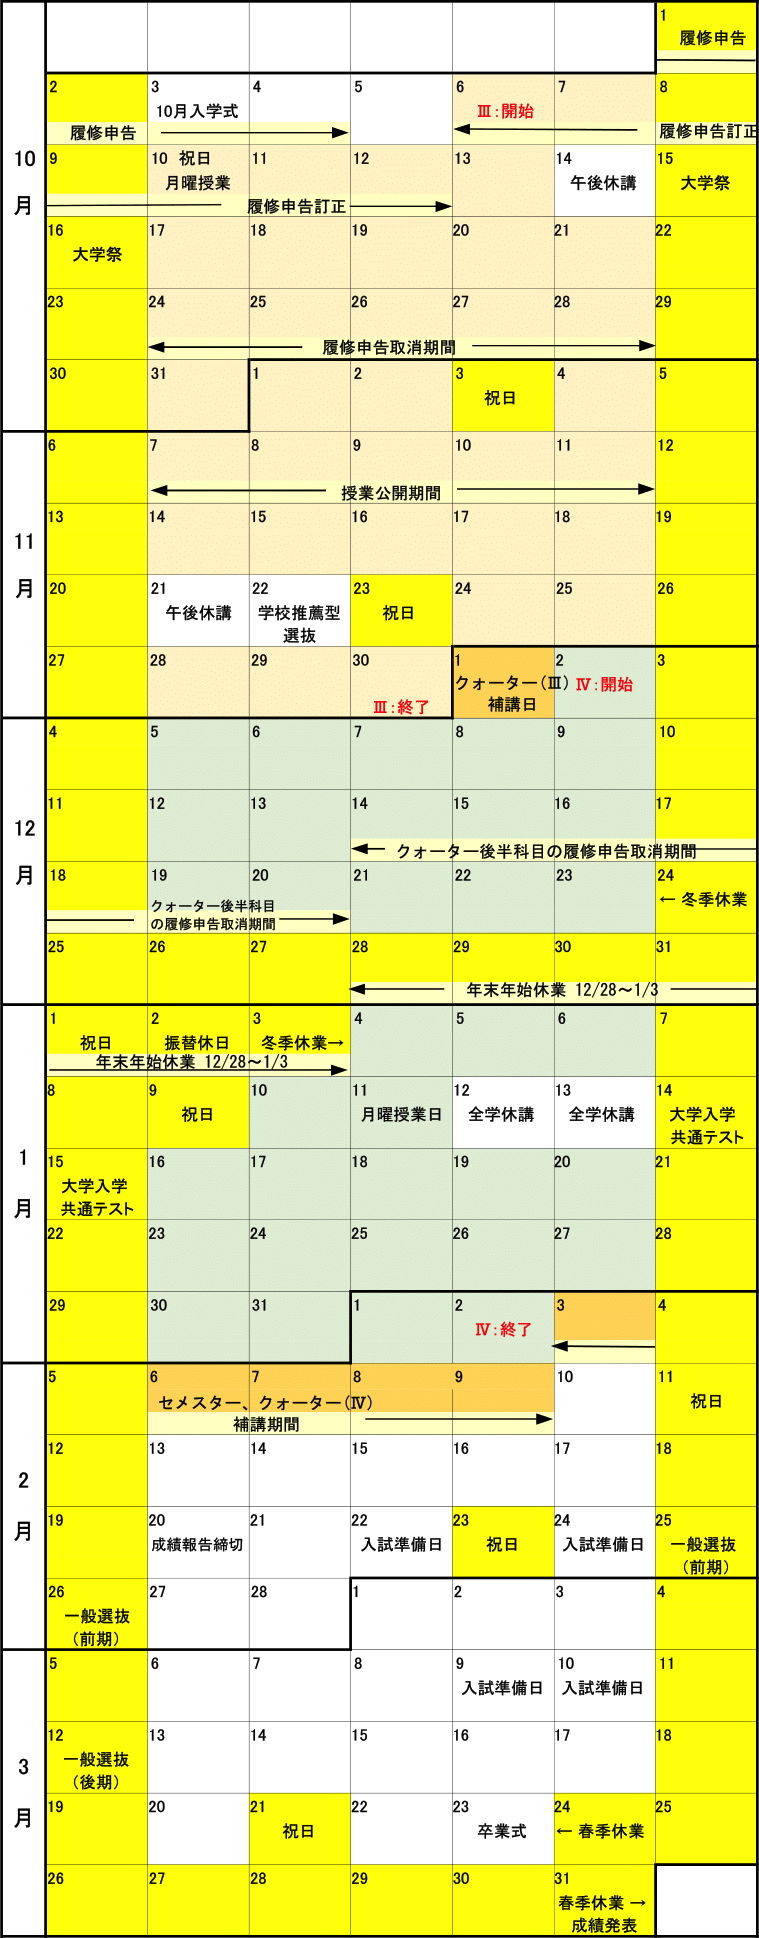 1
履修申告
2 3 4 5 6 7 8
10月入学式 Ⅲ：開始
履修申告 履修申告訂正
10
月
9 10 祝日 11 12 13 14 15
月曜授業 午後休講 大学祭
履修申告訂正
16 17 18 19 20 21 22
大学祭
23 24 25 26 27 28 29
履修申告取消期間
30 31 1 2 3 4 5
祝日
6 7 8 9 10 11 12
授業公開期間
11
月
13 14 15 16 17 18 19
20 21 22 23 24 25 26
午後休講 学校推薦型 祝日
選抜
27 28 29 30 1 2 3
クォーター（Ⅲ） Ⅳ：開始
Ⅲ：終了 補講日
4 5 6 7 8 9 10
12
月
11 12 13 14 15 16 17
クォーター後半科目の履修申告取消期間
18 19 20 21 22 23 24
← 冬季休業
クォーター後半科目
の履修申告取消期間
25 26 27 28 29 30 31
年末年始休業 12/28～1/3
1 2 3 4 5 6 7
祝日 振替休日 冬季休業→
年末年始休業 12/28～1/3
8 9 10 11 12 13 14
祝日 月曜授業日 全学休講 全学休講 大学入学
共通テスト
1
月
15 16 17 18 19 20 21
大学入学
共通テスト
22 23 24 25 26 27 28
29 30 31 1 2 3 4
Ⅳ：終了
5 6 7 8 9 10 11
セメスター、クォーター（Ⅳ） 祝日
補講期間
2
月
12 13 14 15 16 17 18
19 20 21 22 23 24 25
成績報告締切 入試準備日 祝日 入試準備日 一般選抜
（前期）
26 27 28 1 2 3 4
一般選抜
（前期）
5 6 7 8 9 10 11
入試準備日 入試準備日
3
月
12 13 14 15 16 17 18
一般選抜
（後期）
19 20 21 22 23 24 25
祝日 卒業式 ← 春季休業
26 27 28 29 30 31
春季休業 →
成績発表